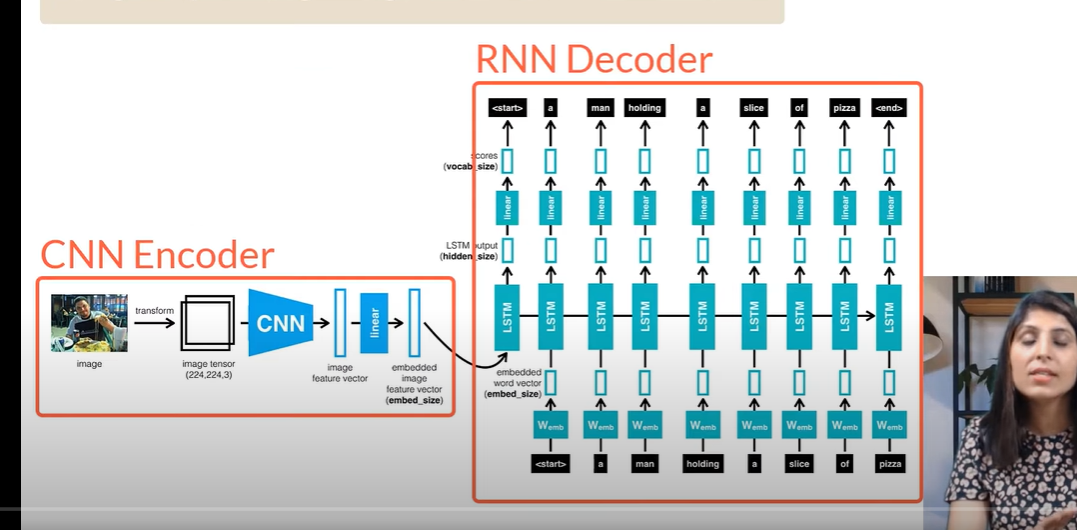 RNN Decoder
<start> a man holding a slice of pizza <end>
scores
(vocab_size)
linear linear linear linear linear linear linear linear linear
LSTM output
(hidden_size)
LSTM LSTM LSTM LSTM LSTM LSTM LSTM LSTM LSTM
embedded
word vector
(embed_size)
Wemb Wemb Wemb Wemb Wemb Wemb Wemb Wemb
<start> a man holding a slice of pizza
CNN Encoder
transform
CNN
linear
image
image tensor
(224,224,3)
image
feature vector
embedded
image
feature vector
(embed_size)